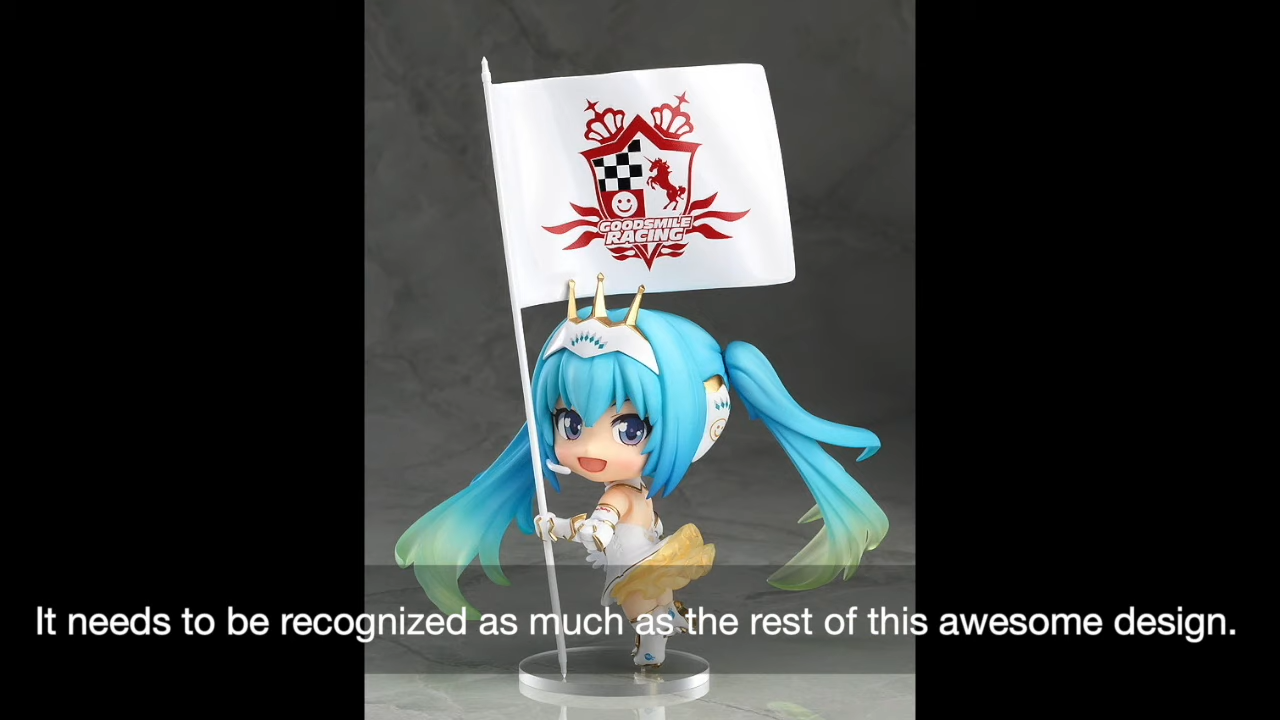 GOODSMILE
RACING
It needs to be recognized as much as the rest of this awesome design.